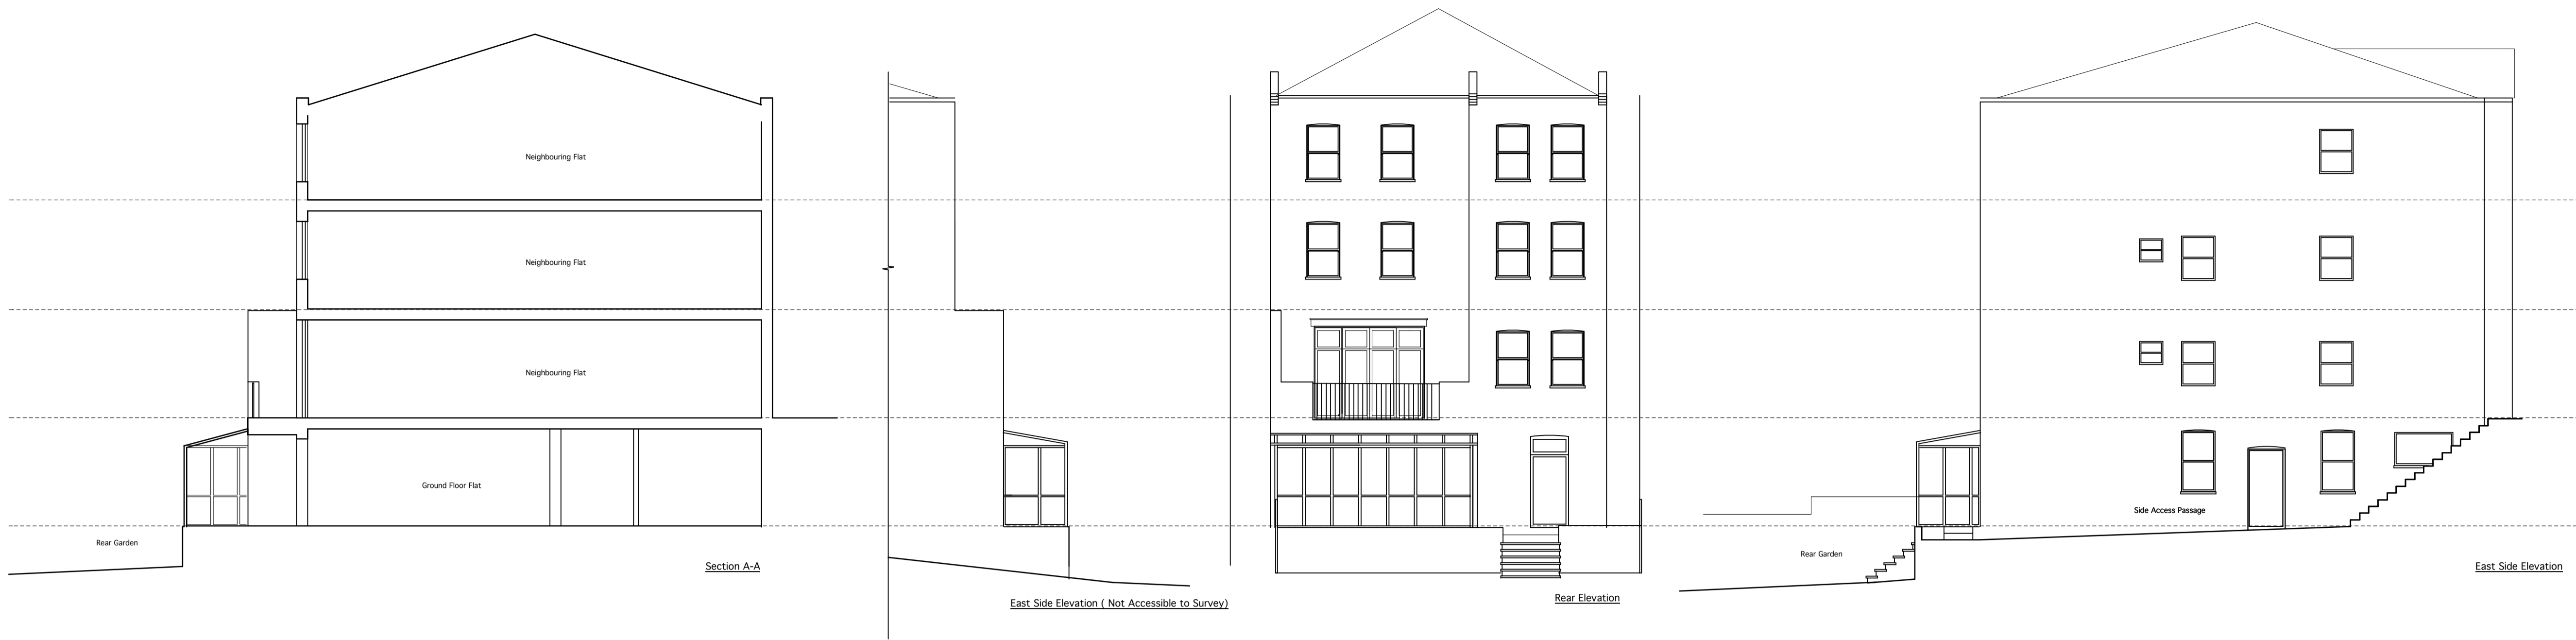 Neighbouring Flat
Neighbouring Flat
Neighbouring Flat
Ground Floor Flat
Rear Garden
Section A-A
East Side Elevation ( Not Accessible to Survey)
Rear Elevation
Side Access Passage
Rear Garden
East Side Elevation